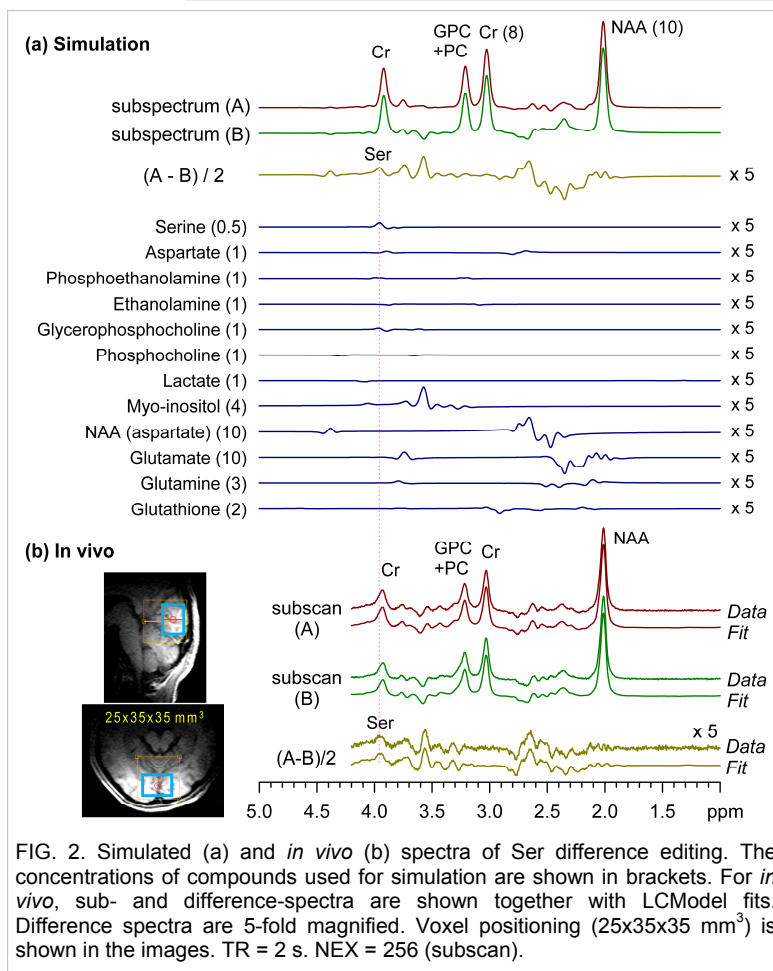 (a) Simulation
Cr
GPC
+PC
Cr (8)
NAA (10)
subspectrum (A)
subspectrum (B)
Ser
(A - B) / 2
x 5
Serine (0.5)
x 5
Aspartate (1)
x 5
Phosphoethanolamine (1)
x 5
Ethanolamine (1)
x 5
Glycerophosphocholine (1)
x 5
Phosphocholine (1)
x 5
Lactate (1)
x 5
Myo-inositol (4)
x 5
NAA (aspartate) (10)
x 5
Glutamate (10)
x 5
Glutamine (3)
x 5
Glutathione (2)
x 5
(b) In vivo
Cr
GPC
+PC
Cr
NAA
subscan
(A)
Data
Fit
subscan
(B)
Data
Fit
25x35x35 mm³
Ser
x 5
(A-B)/2
Data
Fit
5.0 4.0 3.5 3.0 2.5 2.0 1.5 ppm
FIG. 2. Simulated (a) and in vivo (b) spectra of Ser difference editing. The
concentrations of compounds used for simulation are shown in brackets. For in
vivo, sub- and difference-spectra are shown together with LCModel fits.
Difference spectra are 5-fold magnified. Voxel positioning (25x35x35 mm³) is
shown in the images. TR = 2 s. NEX = 256 (subscan).